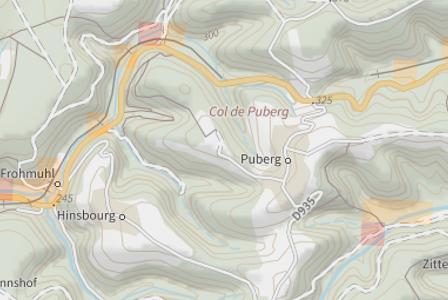 300
325
Col de Puberg
Puberg
Frohmuhl
245
Hinsbourg
D935
Zitte
nnshof